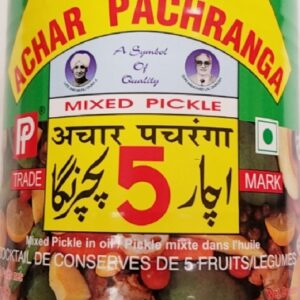 ACHAR PACHRANGA
A Symbol
Of
Quality
MIXED PICKLE
अचार पचरंगा
اچار 5 پچرنگا
PP
TRADE MARK
Mixed Pickle in oil / Pickle mixte dans l'huile
COCKTAIL DE CONSERVES DE 5 FRUITS/LEGUMES